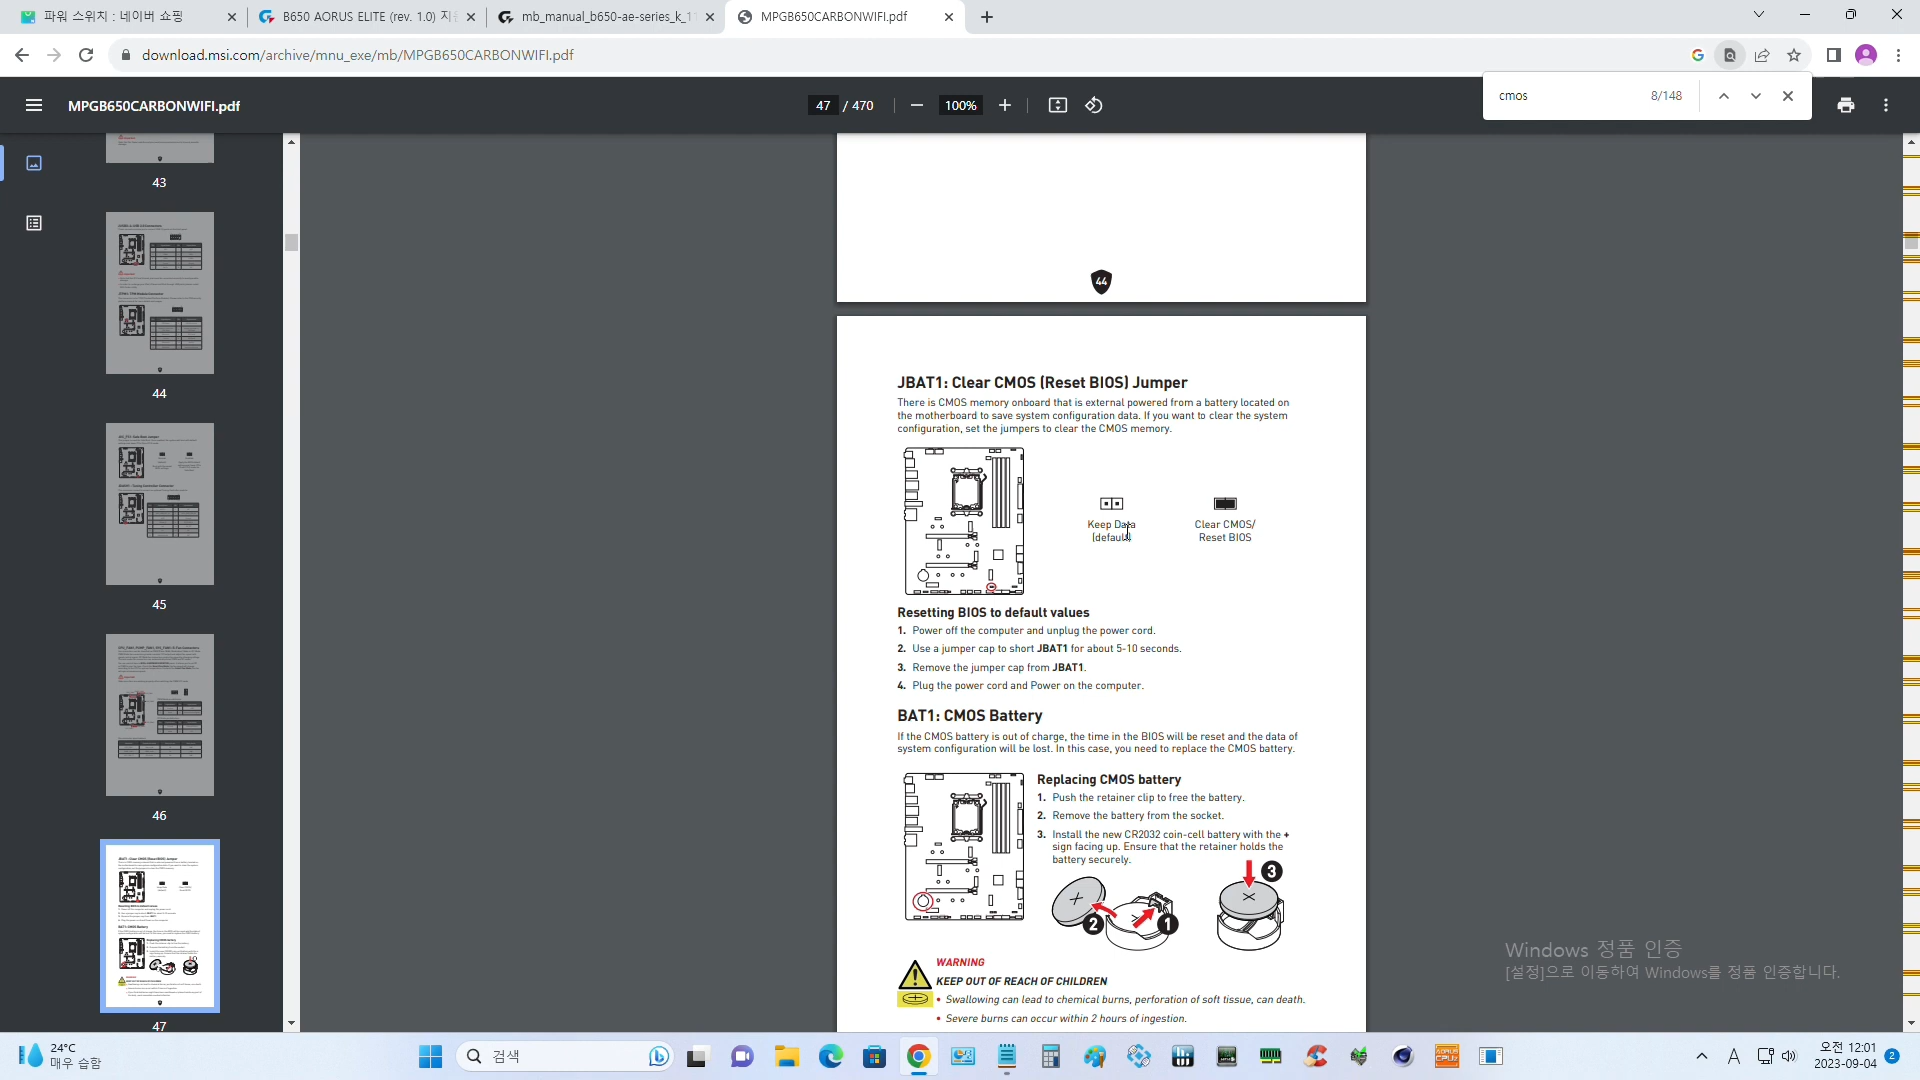 파워 스위치 : 네이버 쇼핑
B650 AORUS ELITE (rev. 1.0) 지
mb_manual_b650-ae-series_k_1
MPGB650CARBONWIFI.pdf
download.msi.com/archive/mnu_exe/mb/MPGB650CARBONWIFI.pdf
MPGB650CARBONWIFI.pdf
47 / 470
100%
cmos
8/148
43
44
45
46
47
44
JBAT1: Clear CMOS (Reset BIOS) Jumper
There is CMOS memory onboard that is external powered from a battery located on
the motherboard to save system configuration data. If you want to clear the system
configuration, set the jumpers to clear the CMOS memory.
Keep Data
(default)
Clear CMOS/
Reset BIOS
Resetting BIOS to default values
1. Power off the computer and unplug the power cord.
2. Use a jumper cap to short JBAT1 for about 5-10 seconds.
3. Remove the jumper cap from JBAT1.
4. Plug the power cord and Power on the computer.
BAT1: CMOS Battery
If the CMOS battery is out of charge, the time in the BIOS will be reset and the data of
system configuration will be lost. In this case, you need to replace the CMOS battery.
Replacing CMOS battery
1. Push the retainer clip to free the battery.
2. Remove the battery from the socket.
3. Install the new CR2032 coin-cell battery with the +
sign facing up. Ensure that the retainer holds the
battery securely.
3
2
1
WARNING
KEEP OUT OF REACH OF CHILDREN
• Swallowing can lead to chemical burns, perforation of soft tissue, can death.
• Severe burns can occur within 2 hours of ingestion.
Windows 정품 인증
[설정]으로 이동하여 Windows를 정품 인증합니다.
24°C
매우 습함
검색
A
오전 12:01
2023-09-04
2